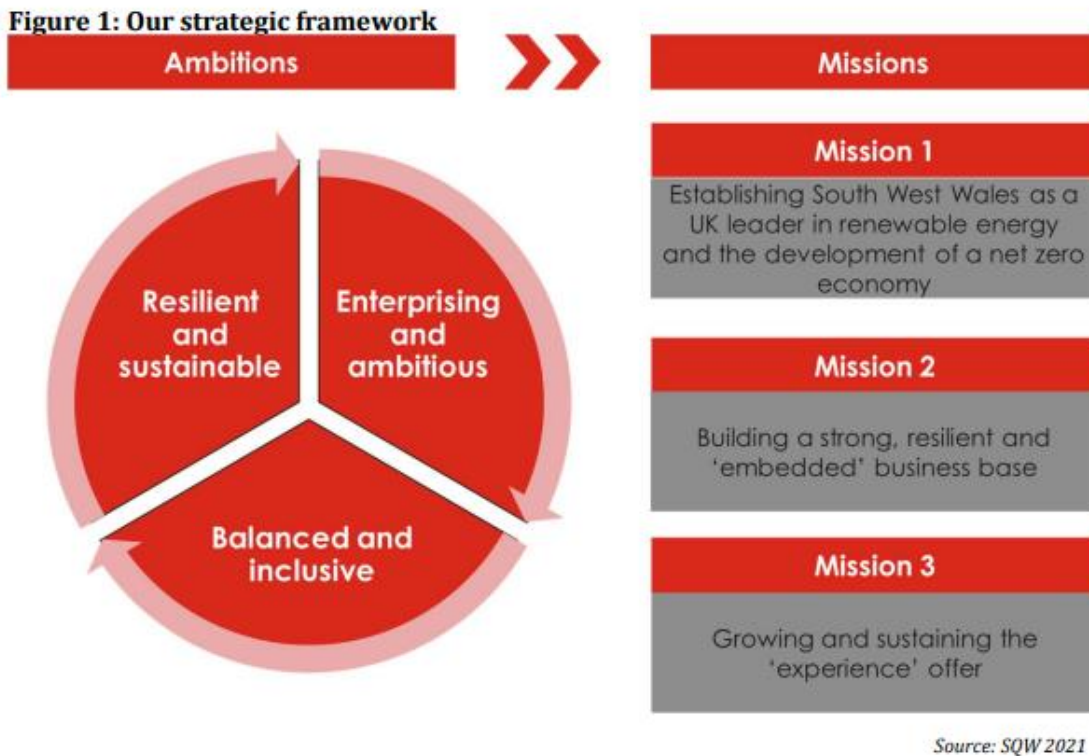 Figure 1: Our strategic framework
Ambitions
Missions
Resilient
and
sustainable
Enterprising
and
ambitious
Balanced and
inclusive
Mission 1
Establishing South West Wales as a
UK leader in renewable energy
and the development of a net zero
economy
Mission 2
Building a strong, resilient and
‘embedded’ business base
Mission 3
Growing and sustaining the
‘experience’ offer
Source: SQW 2021